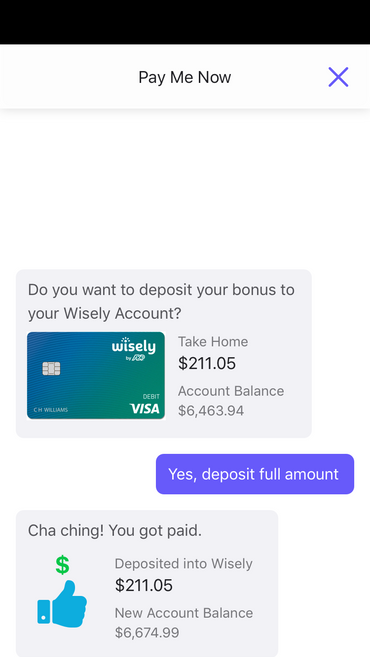 Pay Me Now
Do you want to deposit your bonus to
your Wisely Account?
wisely
by ADP
DEBIT
C H WILLIAMS
VISA
Take Home
$211.05
Account Balance
$6,463.94
Yes, deposit full amount
Cha ching! You got paid.
$
Deposited into Wisely
$211.05
New Account Balance
$6,674.99